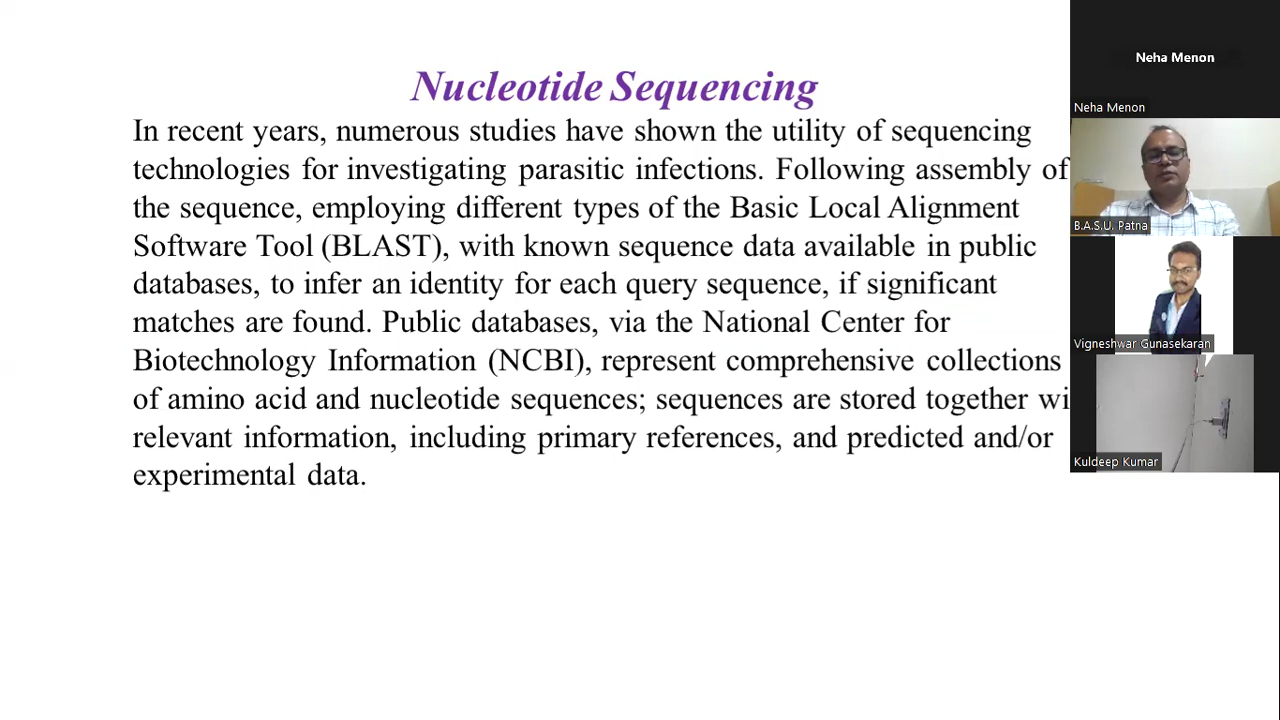 Nucleotide Sequencing
In recent years, numerous studies have shown the utility of sequencing
technologies for investigating parasitic infections. Following assembly of
the sequence, employing different types of the Basic Local Alignment
Software Tool (BLAST), with known sequence data available in public
databases, to infer an identity for each query sequence, if significant
matches are found. Public databases, via the National Center for
Biotechnology Information (NCBI), represent comprehensive collections
of amino acid and nucleotide sequences; sequences are stored together wi
relevant information, including primary references, and predicted and/or
experimental data.
Neha Menon
Neha Menon
B.A.S.U. Patna
Vigneshwar Gunasekaran
Kuldeep Kumar